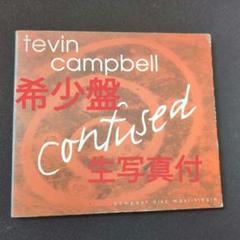 tevin
campbell
希少盤
confused
生写真付
compact disc maxi-single